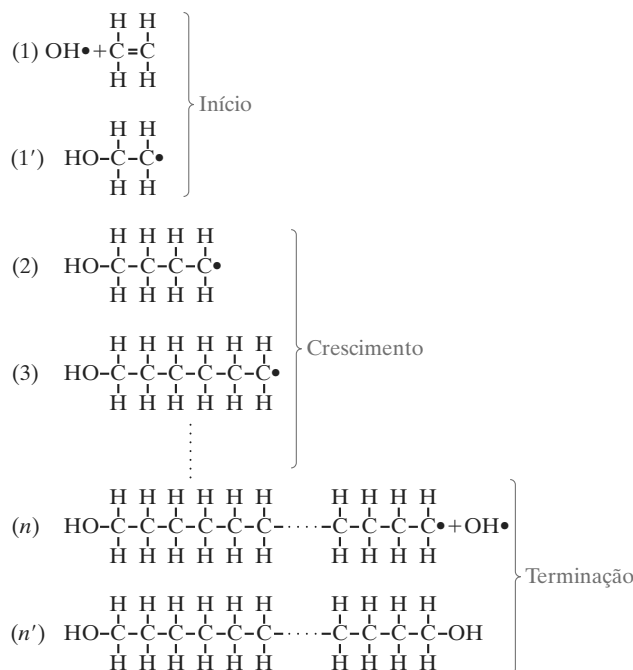 H H
(1) OH•+C=C
H H
Início
H H
(1′) HO–C–C•
H H
H H H H
(2) HO–C–C–C–C•
H H H H
H H H H H H
(3) HO–C–C–C–C–C–C•
H H H H H H
Crescimento
H H H H H H H H H H
(n) HO–C–C–C–C–C–C–·····–C–C–C–C•+OH•
H H H H H H H H H H
Terminação
H H H H H H H H H H
(n′) HO–C–C–C–C–C–C–·····–C–C–C–C–OH
H H H H H H H H H H